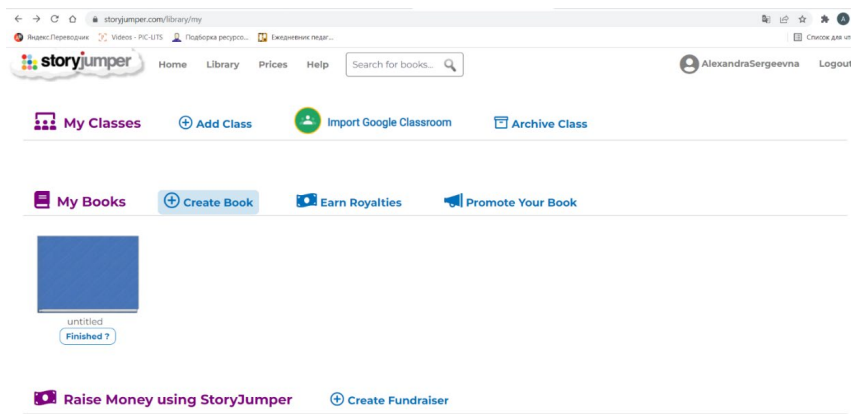 storyjumper.com/library/my
Яндекс.Переводчик Videos - PIC-LITS Подборка ресурсо... Ежедневник педаг... Список для чт
storyjumper Home Library Prices Help Search for books... AlexandraSergeevna Logout
My Classes Add Class Import Google Classroom Archive Class
My Books Create Book Earn Royalties Promote Your Book
untitled
Finished ?
Raise Money using StoryJumper Create Fundraiser